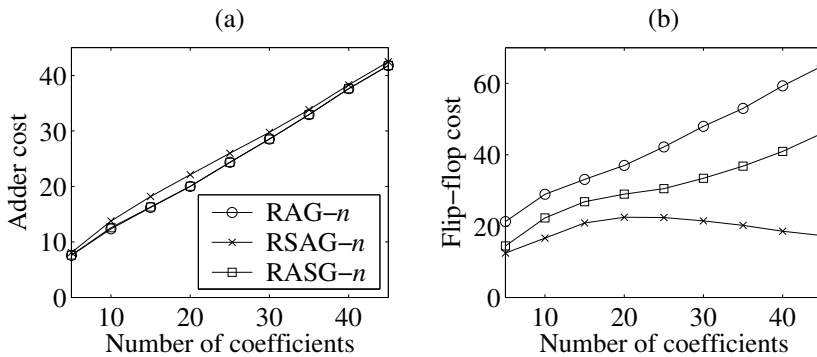 (a)
Adder cost
40
30
20
10
0
10
20
30
40
Number of coefficients
RAG–n
RSAG–n
RASG–n
(b)
Flip–flop cost
60
40
20
0
10
20
30
40
Number of coefficients